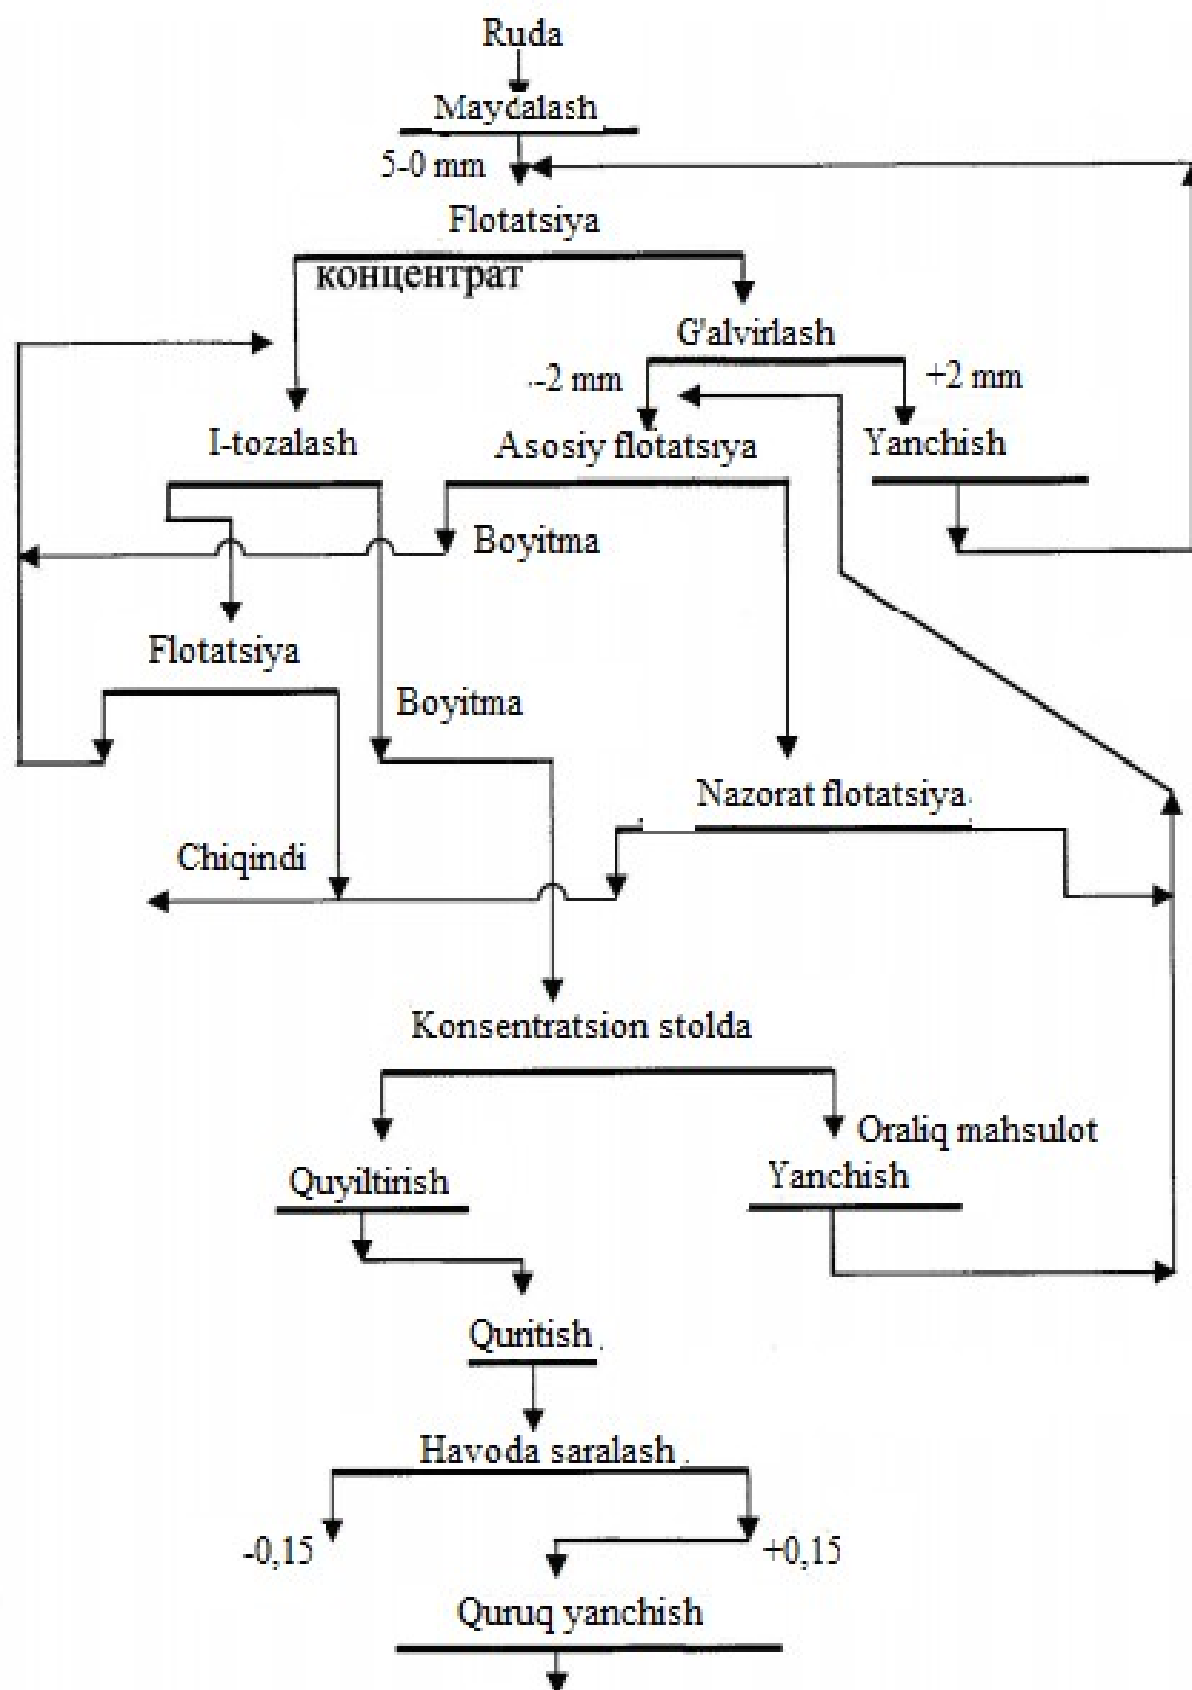 Ruda
Maydalash
5-0 mm
Flotatsiya
концентрат
G'alvirlash
-2 mm
+2 mm
I-tozalash
Asosiy flotatsiya
Yanchish
Boyitma
Flotatsiya
Boyitma
Nazorat flotatsiya
Chiqindi
Konsentratsion stolda
Oraliq mahsulot
Quyiltirish
Yanchish
Quritish
Havoda saralash
-0,15
+0,15
Quruq yanchish